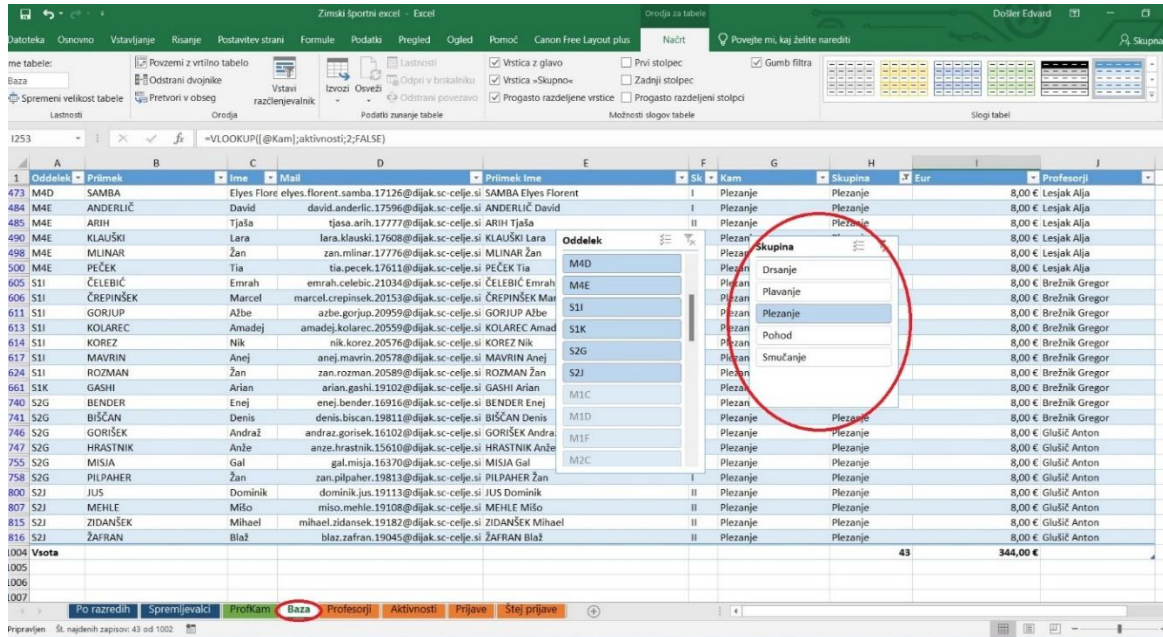 Zimski športni excel - Excel
Orodja za tabele
Došler Edvard
Datoteka Osnovno Vstavljanje Risanje Postavitev strani Formule Podatki Pregled Ogled Pomoč Canon Free Layout plus Načrt Povejte mi, kaj želite narediti Skupna
me tabele:
Baza
Spremeni velikost tabele
Lastnosti
Povzemi z vrtilno tabelo
Odstrani dvojnike
Pretvori v obseg
Vstavi razčlenjevalnik
Orodja
Izvozi Osveži
Lastnosti
Odpri v brskalniku
Odstrani povezavo
Podatki zunanje tabele
Vrstica z glavo
Vrstica »Skupno«
Progasto razdeljene vrstice
Prvi stolpec
Zadnji stolpec
Progasto razdeljeni stolpci
Gumb filtra
Možnosti slogov tabele
Slogi tabel
I253 fx =VLOOKUP([@Kam];aktivnosti;2;FALSE)
A B C D E F G H I J
1 Oddelek Priimek Ime Mail Priimek Ime Sk Kam Skupina Eur Profesorji
473 M4D SAMBA Elyes Flore elyes.florent.samba.17126@dijak.sc-celje.si SAMBA Elyes Florent I Plezanje Plezanje 8,00 € Lesjak Alja
484 M4E ANDERLIČ David david.anderlic.17596@dijak.sc-celje.si ANDERLIČ David I Plezanje Plezanje 8,00 € Lesjak Alja
485 M4E ARIH Tjaša tjasa.arih.17777@dijak.sc-celje.si ARIH Tjaša II Plezanje Plezanje 8,00 € Lesjak Alja
490 M4E KLAUŠKI Lara lara.klauski.17608@dijak.sc-celje.si KLAUŠKI Lara Plezan 8,00 € Lesjak Alja
498 M4E MLINAR Žan zan.mlinar.17776@dijak.sc-celje.si MLINAR Žan Plezan 8,00 € Lesjak Alja
500 M4E PEČEK Tia tia.pecek.17611@dijak.sc-celje.si PEČEK Tia Plezan 8,00 € Lesjak Alja
605 S1I ČELEBIĆ Emrah emrah.celebic.21034@dijak.sc-celje.si ČELEBIĆ Emrah Plezan 8,00 € Brežnik Gregor
606 S1I ČREPINŠEK Marcel marcel.crepinsek.20153@dijak.sc-celje.si ČREPINŠEK Mar Plezan 8,00 € Brežnik Gregor
611 S1I GORJUP Ažbe azbe.gorjup.20959@dijak.sc-celje.si GORJUP Ažbe Plezan 8,00 € Brežnik Gregor
613 S1I KOLAREC Amadej amadej.kolarec.20559@dijak.sc-celje.si KOLAREC Amad Plezan 8,00 € Brežnik Gregor
614 S1I KOREZ Nik nik.korez.20576@dijak.sc-celje.si KOREZ Nik Plezan 8,00 € Brežnik Gregor
617 S1I MAVRIN Anej anej.mavrin.20578@dijak.sc-celje.si MAVRIN Anej Plezan 8,00 € Brežnik Gregor
624 S1I ROZMAN Žan zan.rozman.20589@dijak.sc-celje.si ROZMAN Žan Plezan 8,00 € Brežnik Gregor
661 S1K GASHI Arian arian.gashi.19102@dijak.sc-celje.si GASHI Arian Plezan 8,00 € Brežnik Gregor
740 S2G BENDER Enej enej.bender.16916@dijak.sc-celje.si BENDER Enej Plezanje 8,00 € Brežnik Gregor
741 S2G BIŠČAN Denis denis.biscan.19811@dijak.sc-celje.si BIŠČAN Denis Plezanje Plezanje 8,00 € Brežnik Gregor
746 S2G GORIŠEK Andraž andraz.gorisek.16102@dijak.sc-celje.si GORIŠEK Andra Plezanje Plezanje 8,00 € Glušič Anton
747 S2G HRASTNIK Anže anze.hrastnik.15610@dijak.sc-celje.si HRASTNIK Anže Plezanje Plezanje 8,00 € Glušič Anton
755 S2G MISJA Gal gal.misja.16370@dijak.sc-celje.si MISJA Gal Plezanje Plezanje 8,00 € Glušič Anton
758 S2G PILPAHER Žan zan.pilpaher.19813@dijak.sc-celje.si PILPAHER Žan I Plezanje Plezanje 8,00 € Glušič Anton
800 S2J JUS Dominik dominik.jus.19113@dijak.sc-celje.si JUS Dominik II Plezanje Plezanje 8,00 € Glušič Anton
807 S2J MEHLE Mišo miso.mehle.19108@dijak.sc-celje.si MEHLE Mišo II Plezanje Plezanje 8,00 € Glušič Anton
815 S2J ZIDANŠEK Mihael mihael.zidansek.19182@dijak.sc-celje.si ZIDANŠEK Mihael II Plezanje Plezanje 8,00 € Glušič Anton
816 S2J ŽAFRAN Blaž blaz.zafran.19045@dijak.sc-celje.si ŽAFRAN Blaž II Plezanje Plezanje 8,00 € Glušič Anton
1004 Vsota 43 344,00 €
1005
1006
1007
Oddelek
M4D
M4E
S1I
S1K
S2G
S2J
M1C
M1D
M1F
M2C
Skupina
Drsanje
Plavanje
Plezanje
Pohod
Smučanje
Po razredih Spremljevalci ProfKam Baza Profesorji Aktivnosti Prijave Štej prijave
Pripravljen Št. najdenih zapisov: 43 od 1002